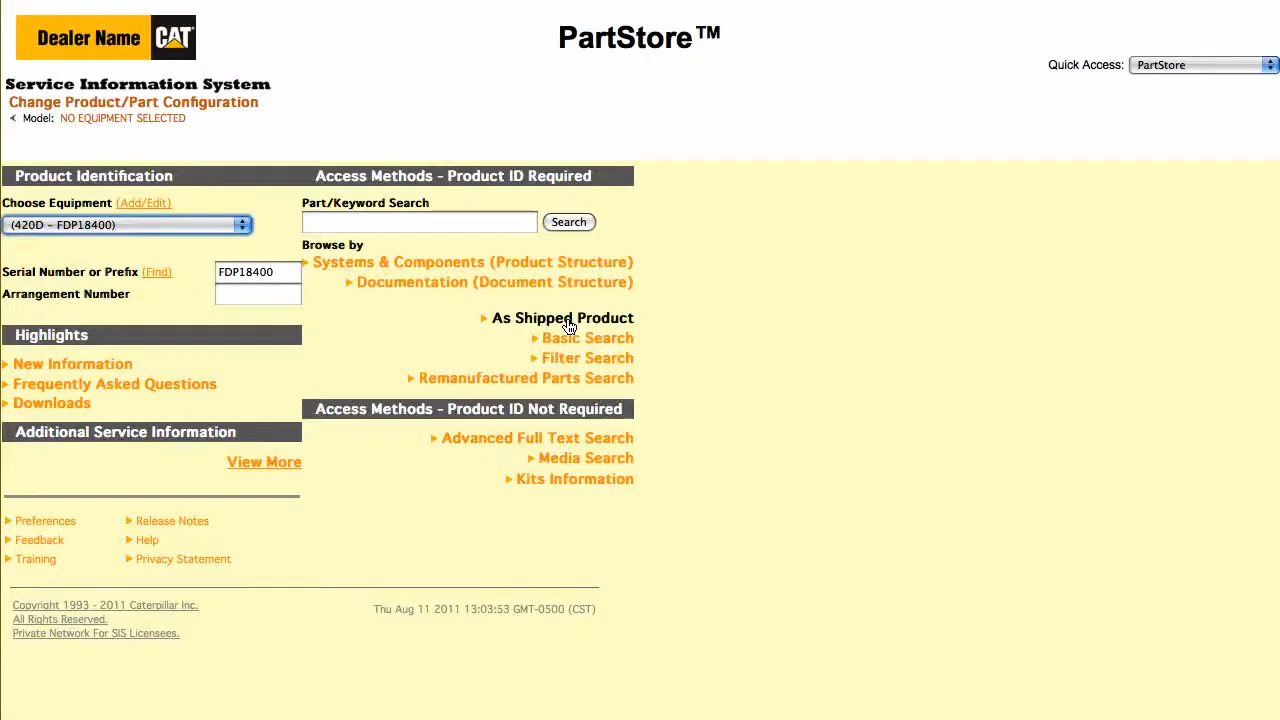 Dealer Name CAT
PartStore™
Quick Access: PartStore
Service Information System
Change Product/Part Configuration
Model: NO EQUIPMENT SELECTED
Product Identification
Choose Equipment (Add/Edit)
(420D - FDP18400)
Serial Number or Prefix (Find) FDP18400
Arrangement Number
Highlights
New Information
Frequently Asked Questions
Downloads
Additional Service Information
View More
Access Methods - Product ID Required
Part/Keyword Search
Search
Browse by
Systems & Components (Product Structure)
Documentation (Document Structure)
As Shipped Product
Basic Search
Filter Search
Remanufactured Parts Search
Access Methods - Product ID Not Required
Advanced Full Text Search
Media Search
Kits Information
Preferences Release Notes
Feedback Help
Training Privacy Statement
Copyright 1993 - 2011 Caterpillar Inc.
All Rights Reserved.
Private Network For SIS Licensees.
Thu Aug 11 2011 13:03:53 GMT-0500 (CST)